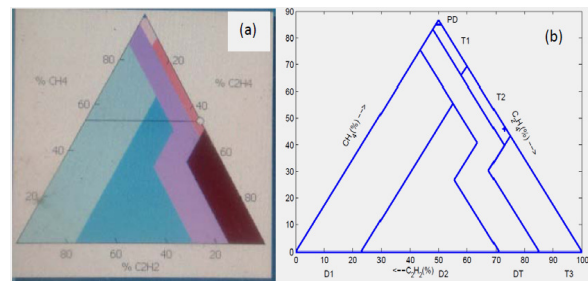 (a)
80
20
% CH4
% C2H4
60
40
40
60
20
80
80
60
40
20
% C2H2
(b)
90
80
70
60
50
40
30
20
10
0
PD
T1
T2
CH4(%) --->
C2H4(%) --->
0 10 20 30 40 50 60 70 80 90 100
D1 <---C2H2(%) D2 DT T3